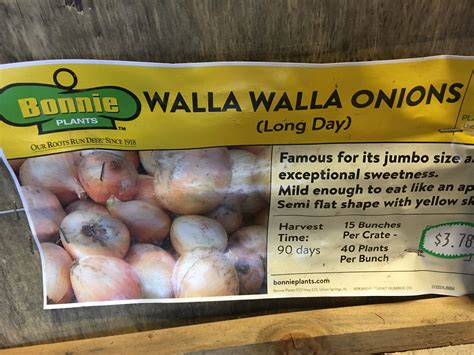 Bonnie
PLANTS
TM
OUR ROOTS RUN DEEP. SINCE 1918
WALLA WALLA ONIONS
(Long Day)
Famous for its jumbo size a
exceptional sweetness.
Mild enough to eat like an ap
Semi flat shape with yellow sk
Harvest
Time:
90 days
15 Bunches
Per Crate -
40 Plants
Per Bunch
$3.78
bonnieplants.com